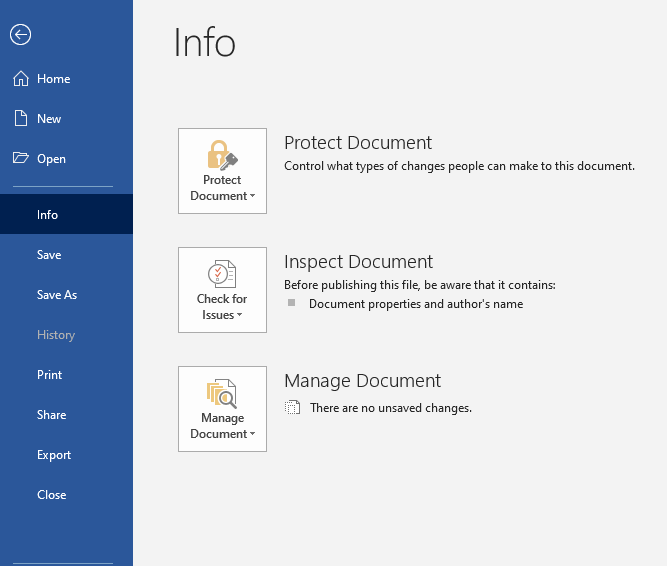 Info
Home
New
Open
Info
Save
Save As
History
Print
Share
Export
Close
Protect
Document
Protect Document
Control what types of changes people can make to this document.
Check for
Issues
Inspect Document
Before publishing this file, be aware that it contains:
Document properties and author's name
Manage
Document
Manage Document
There are no unsaved changes.